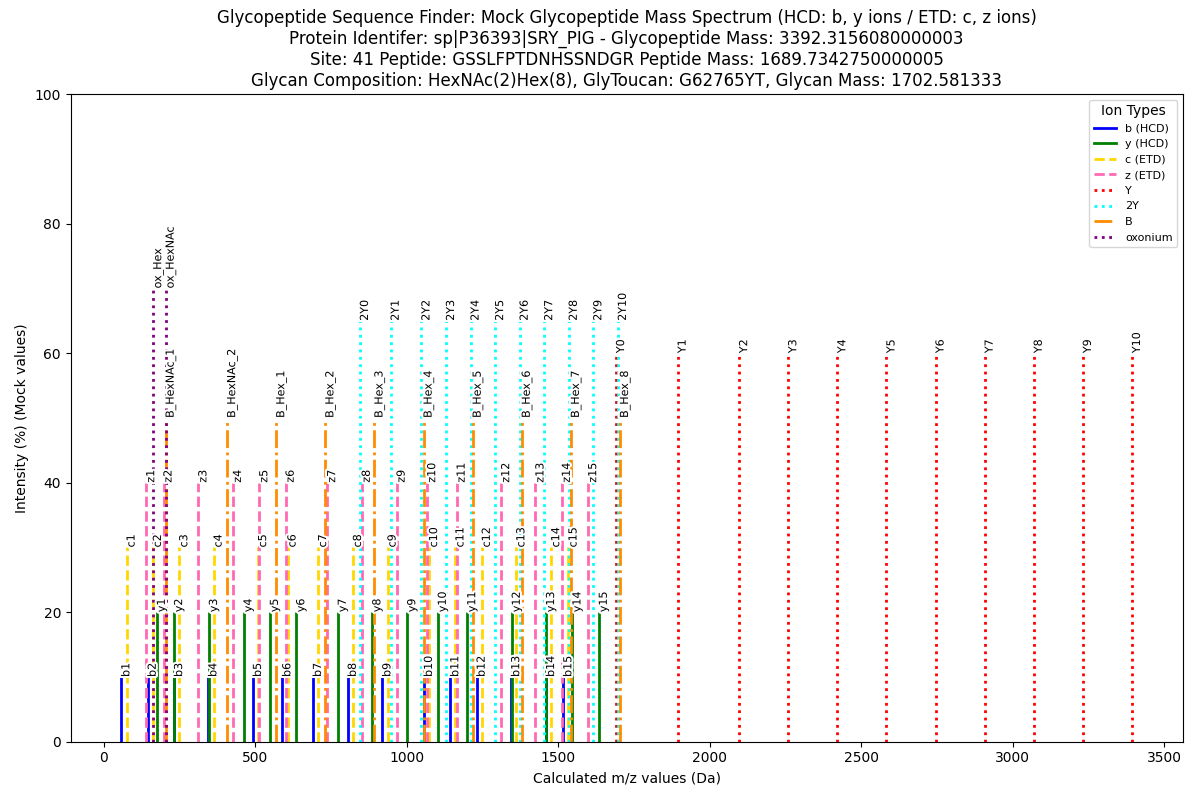 Glycopeptide Sequence Finder: Mock Glycopeptide Mass Spectrum (HCD: b, y ions / ETD: c, z ions)
Protein Identifer: sp|P36393|SRY_PIG - Glycopeptide Mass: 3392.3156080000003
Site: 41 Peptide: GSSLFPTDNHSSNDGR Peptide Mass: 1689.7342750000005
Glycan Composition: HexNAc(2)Hex(8), GlyToucan: G62765YT, Glycan Mass: 1702.581333
Intensity (%) (Mock values)
100
80
60
40
20
0
Ion Types
b (HCD)
y (HCD)
c (ETD)
z (ETD)
Y
2Y
B
oxonium
ox_Hex
ox_HexNAc
2Y0
2Y1
2Y2
2Y3
2Y4
2Y5
2Y6
2Y7
2Y8
2Y9
2Y10
Y0
Y1
Y2
Y3
Y4
Y5
Y6
Y7
Y8
Y9
Y10
B_HexNAc_1
B_HexNAc_2
B_Hex_1
B_Hex_2
B_Hex_3
B_Hex_4
B_Hex_5
B_Hex_6
B_Hex_7
B_Hex_8
z1
z2
z3
z4
z5
z6
z7
z8
z9
z10
z11
z12
z13
z14
z15
c1
c2
c3
c4
c5
c6
c7
c8
c9
c10
c11
c12
c13
c14
c15
y1
y2
y3
y4
y5
y6
y7
y8
y9
y10
y11
y12
y13
y14
y15
b1
b2
b3
b4
b5
b6
b7
b8
b9
b10
b11
b12
b13
b14
b15
0
500
1000
1500
2000
2500
3000
3500
Calculated m/z values (Da)